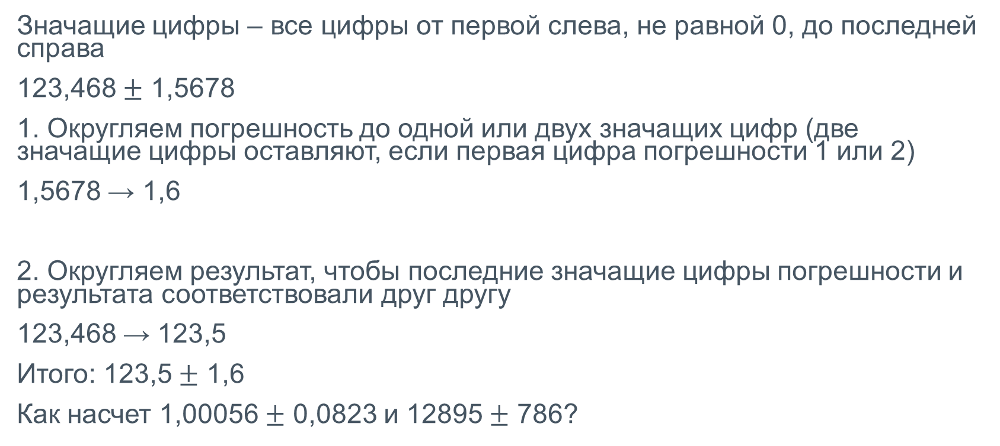 Значащие цифры – все цифры от первой слева, не равной 0, до последней
справа
123,468 ± 1,5678
1. Округляем погрешность до одной или двух значащих цифр (две
значащие цифры оставляют, если первая цифра погрешности 1 или 2)
1,5678 → 1,6
2. Округляем результат, чтобы последние значащие цифры погрешности и
результата соответствовали друг другу
123,468 → 123,5
Итого: 123,5 ± 1,6
Как насчет 1,00056 ± 0,0823 и 12895 ± 786?